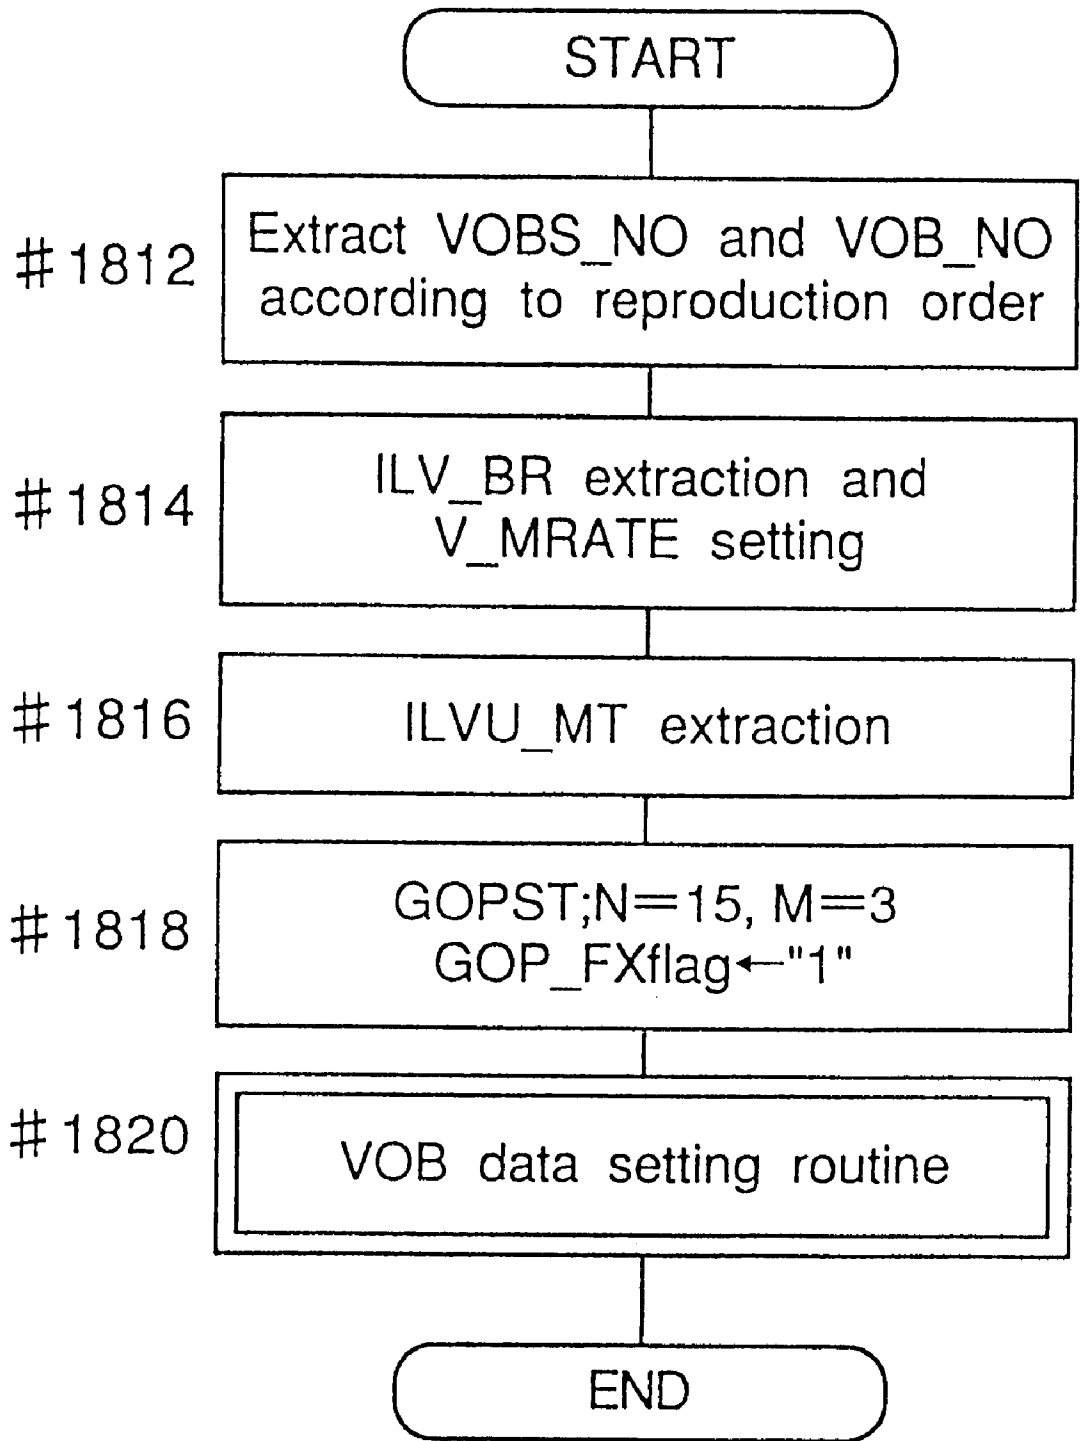 START
#1812
Extract VOBS_NO and VOB_NO
according to reproduction order
#1814
ILV_BR extraction and
V_MRATE setting
#1816
ILVU_MT extraction
#1818
GOPST;N=15, M=3
GOP_FXflag←"1"
#1820
VOB data setting routine
END